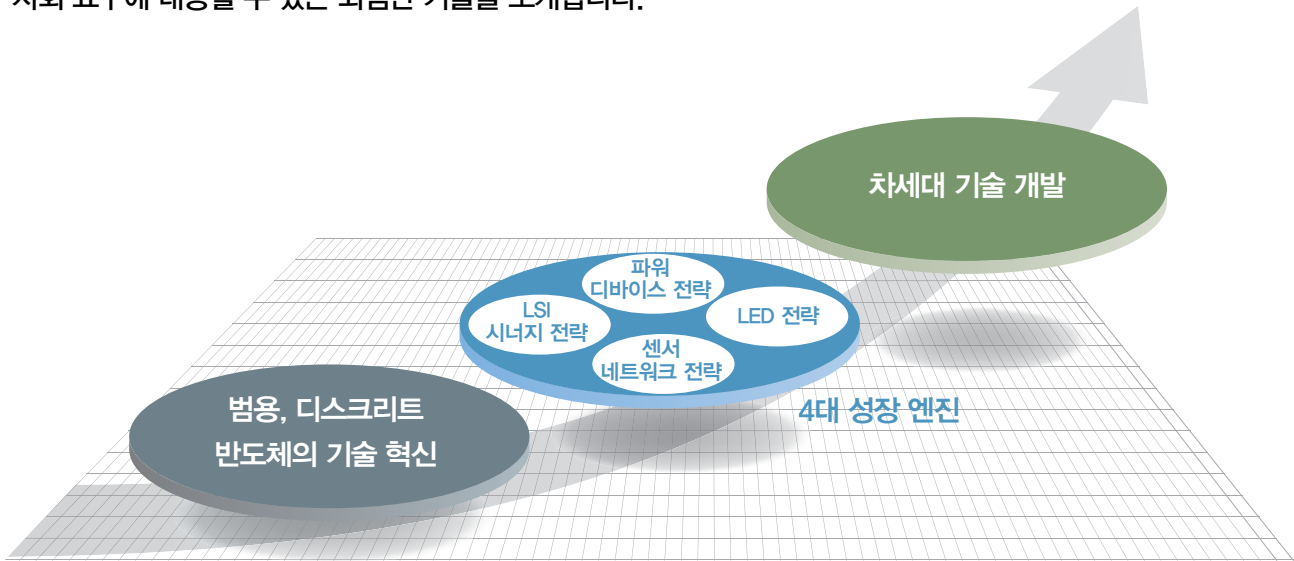 차세대 기술 개발
파워
디바이스 전략
LSI
시너지 전략
LED 전략
센서
네트워크 전략
4대 성장 엔진
범용, 디스크리트
반도체의 기술 혁신